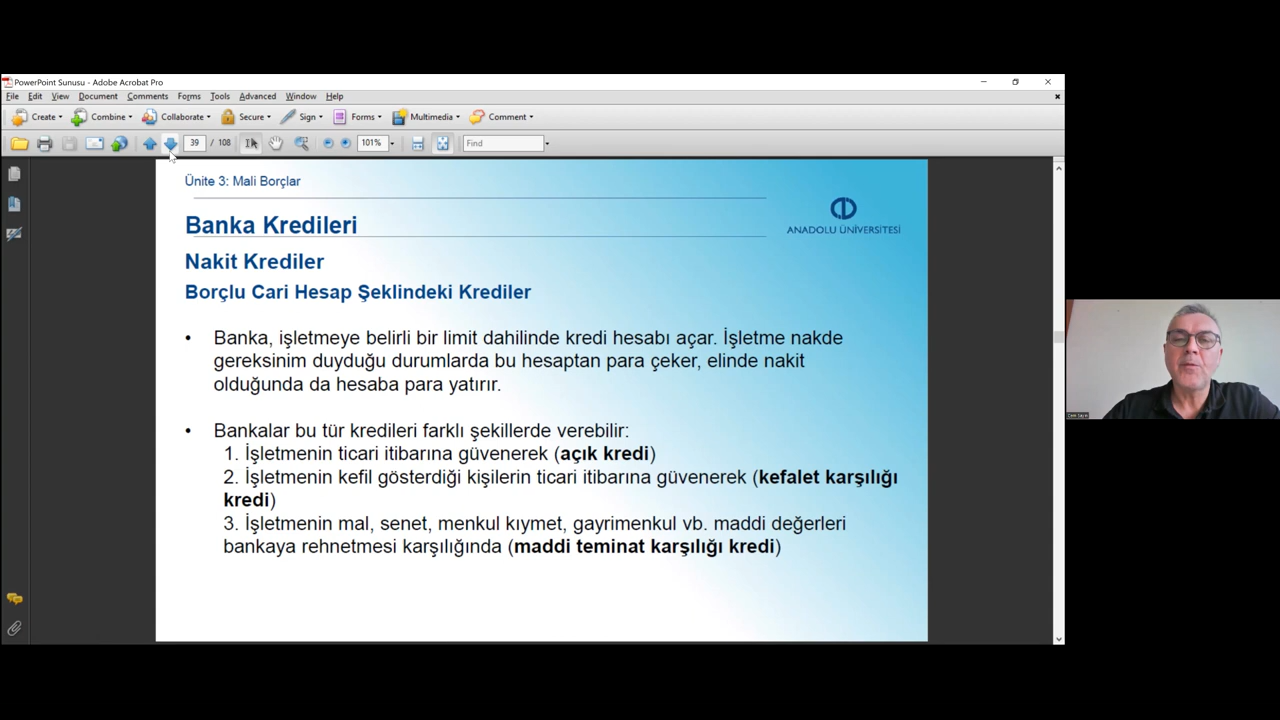 PowerPoint Sunusu - Adobe Acrobat Pro
File Edit View Document Comments Forms Tools Advanced Window Help
Create Combine Collaborate Secure Sign Forms Multimedia Comment
39 / 108 101% Find
Ünite 3: Mali Borçlar
ANADOLU ÜNİVERSİTESİ
Banka Kredileri
Nakit Krediler
Borçlu Cari Hesap Şeklindeki Krediler
• Banka, işletmeye belirli bir limit dahilinde kredi hesabı açar. İşletme nakde
gereksinim duyduğu durumlarda bu hesaptan para çeker, elinde nakit
olduğunda da hesaba para yatırır.
• Bankalar bu tür kredileri farklı şekillerde verebilir:
1. İşletmenin ticari itibarına güvenerek (açık kredi)
2. İşletmenin kefil gösterdiği kişilerin ticari itibarına güvenerek (kefalet karşılığı
kredi)
3. İşletmenin mal, senet, menkul kıymet, gayrimenkul vb. maddi değerleri
bankaya rehnetmesi karşılığında (maddi teminat karşılığı kredi)